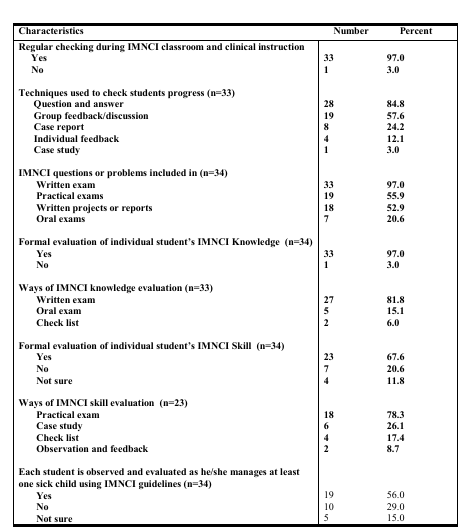 Characteristics Number Percent
Regular checking during IMNCI classroom and clinical instruction
Yes 33 97.0
No 1 3.0
Techniques used to check students progress (n=33)
Question and answer 28 84.8
Group feedback/discussion 19 57.6
Case report 8 24.2
Individual feedback 4 12.1
Case study 1 3.0
IMNCI questions or problems included in (n=34)
Written exam 33 97.0
Practical exams 19 55.9
Written projects or reports 18 52.9
Oral exams 7 20.6
Formal evaluation of individual student's IMNCI Knowledge (n=34)
Yes 33 97.0
No 1 3.0
Ways of IMNCI knowledge evaluation (n=33)
Written exam 27 81.8
Oral exam 5 15.1
Check list 2 6.0
Formal evaluation of individual student's IMNCI Skill (n=34)
Yes 23 67.6
No 7 20.6
Not sure 4 11.8
Ways of IMNCI skill evaluation (n=23)
Practical exam 18 78.3
Case study 6 26.1
Check list 4 17.4
Observation and feedback 2 8.7
Each student is observed and evaluated as he/she manages at least
one sick child using IMNCI guidelines (n=34)
Yes 19 56.0
No 10 29.0
Not sure 5 15.0